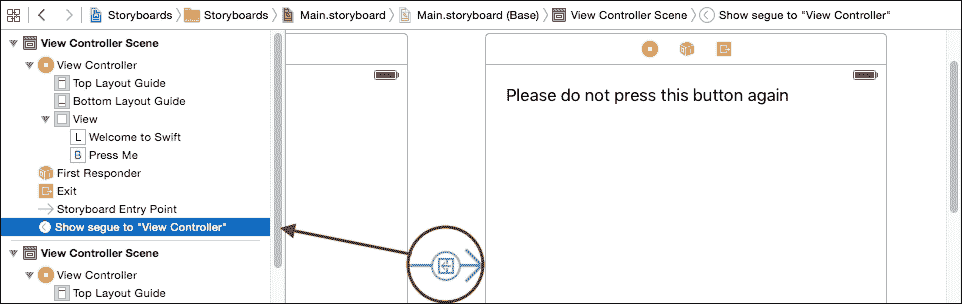 Storyboards Storyboards Main.storyboard Main.storyboard (Base) View Controller Scene Show segue to "View Controller"
View Controller Scene
View Controller
Top Layout Guide
Bottom Layout Guide
View
L Welcome to Swift
B Press Me
First Responder
Exit
Storyboard Entry Point
Show segue to "View Controller"
View Controller Scene
View Controller
Top Layout Guide
Please do not press this button again